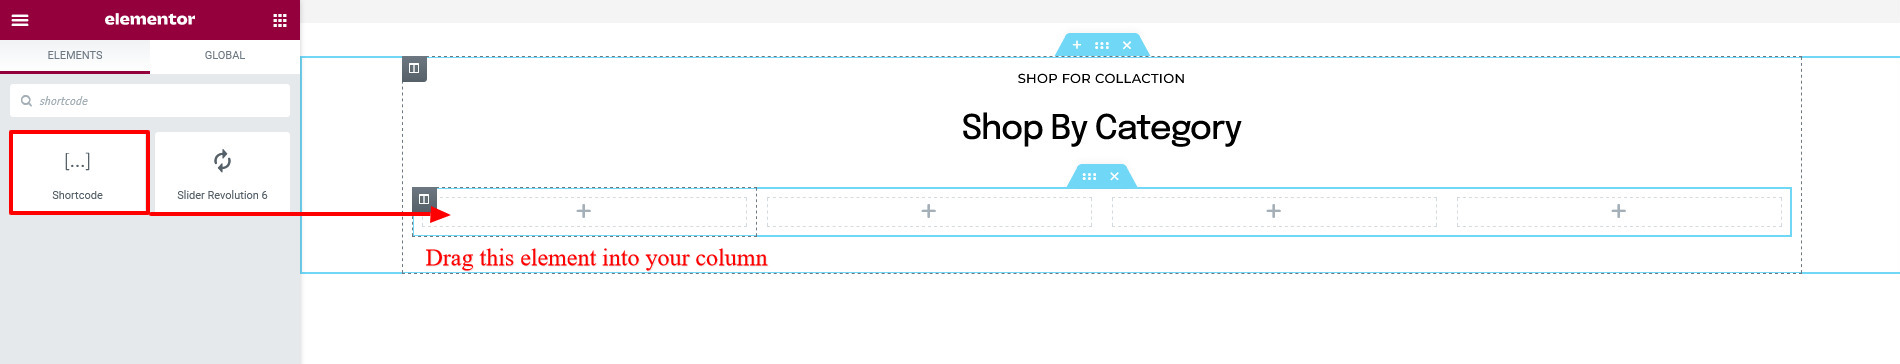 elementor
ELEMENTS
GLOBAL
shortcode
[...]
Shortcode
Slider Revolution 6
SHOP FOR COLLACTION
Shop By Category
Drag this element into your column